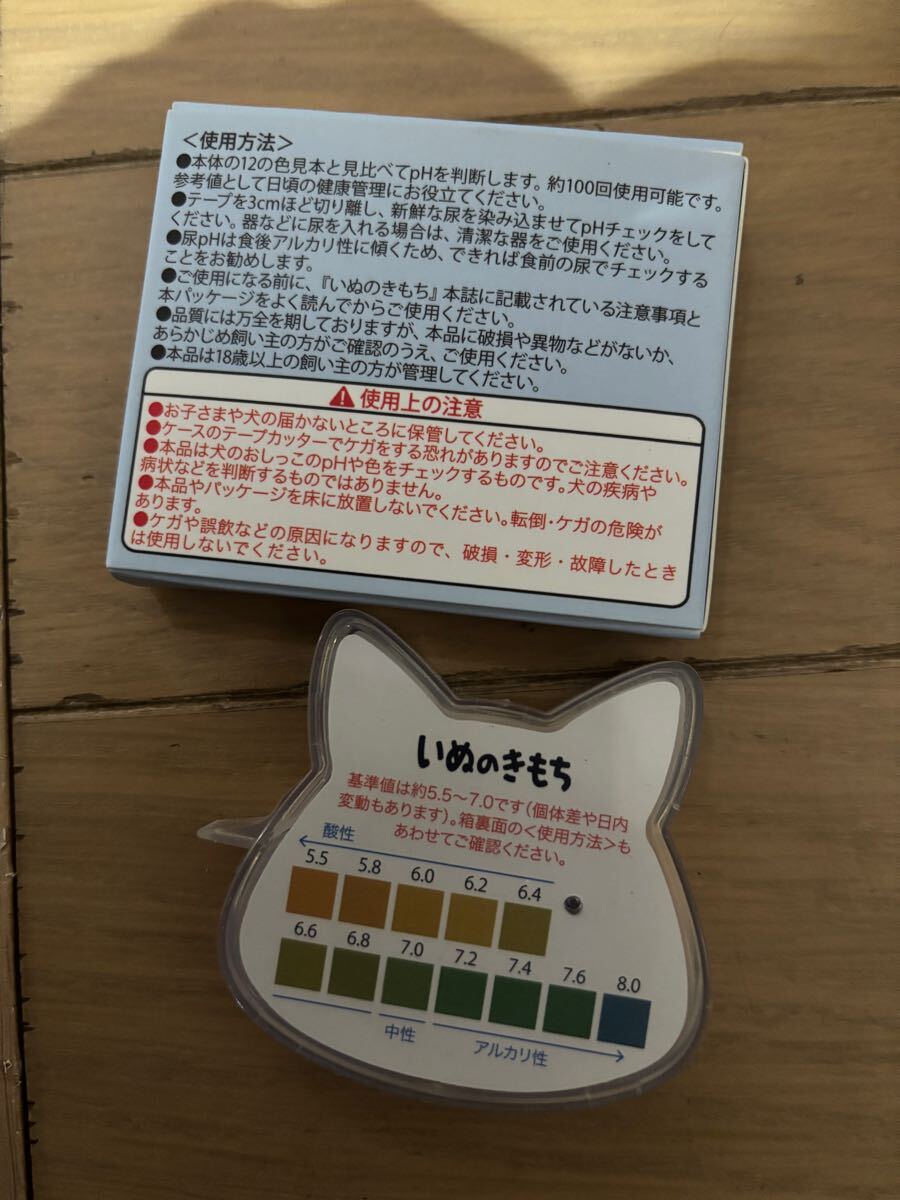 ＜使用方法＞
●本体の12の色見本と見比べてpHを判断します。約100回使用可能です。
参考値として日頃の健康管理にお役立てください。
●テープを3cmほど切り離し、新鮮な尿を染み込ませてpHチェックをして
ください。器などに尿を入れる場合は、清潔な器をご使用ください。
●尿pHは食後アルカリ性に傾くため、できれば食前の尿でチェックする
ことをお勧めします。
●ご使用になる前に、『いぬのきもち』本誌に記載されている注意事項と
本パッケージをよく読んでからご使用ください。
●品質には万全を期しておりますが、本品に破損や異物などがないか、
あらかじめ飼い主の方がご確認のうえ、ご使用ください。
●本品は18歳以上の飼い主の方が管理してください。
使用上の注意
●お子さまや犬の届かないところに保管してください。
●ケースのテープカッターでケガをする恐れがありますのでご注意ください。
●本品は犬のおしっこのpHや色をチェックするものです。犬の疾病や
病状などを判断するものではありません。
●本品やパッケージを床に放置しないでください。転倒・ケガの危険が
あります。
●ケガや誤飲などの原因になりますので、破損・変形・故障したとき
は使用しないでください。
いぬのきもち
基準値は約5.5～7.0です（個体差や日内
変動もあります）。箱裏面の＜使用方法＞も
あわせてご確認ください。
酸性
5.5 5.8 6.0 6.2 6.4
6.6 6.8 7.0 7.2 7.4 7.6 8.0
中性 アルカリ性